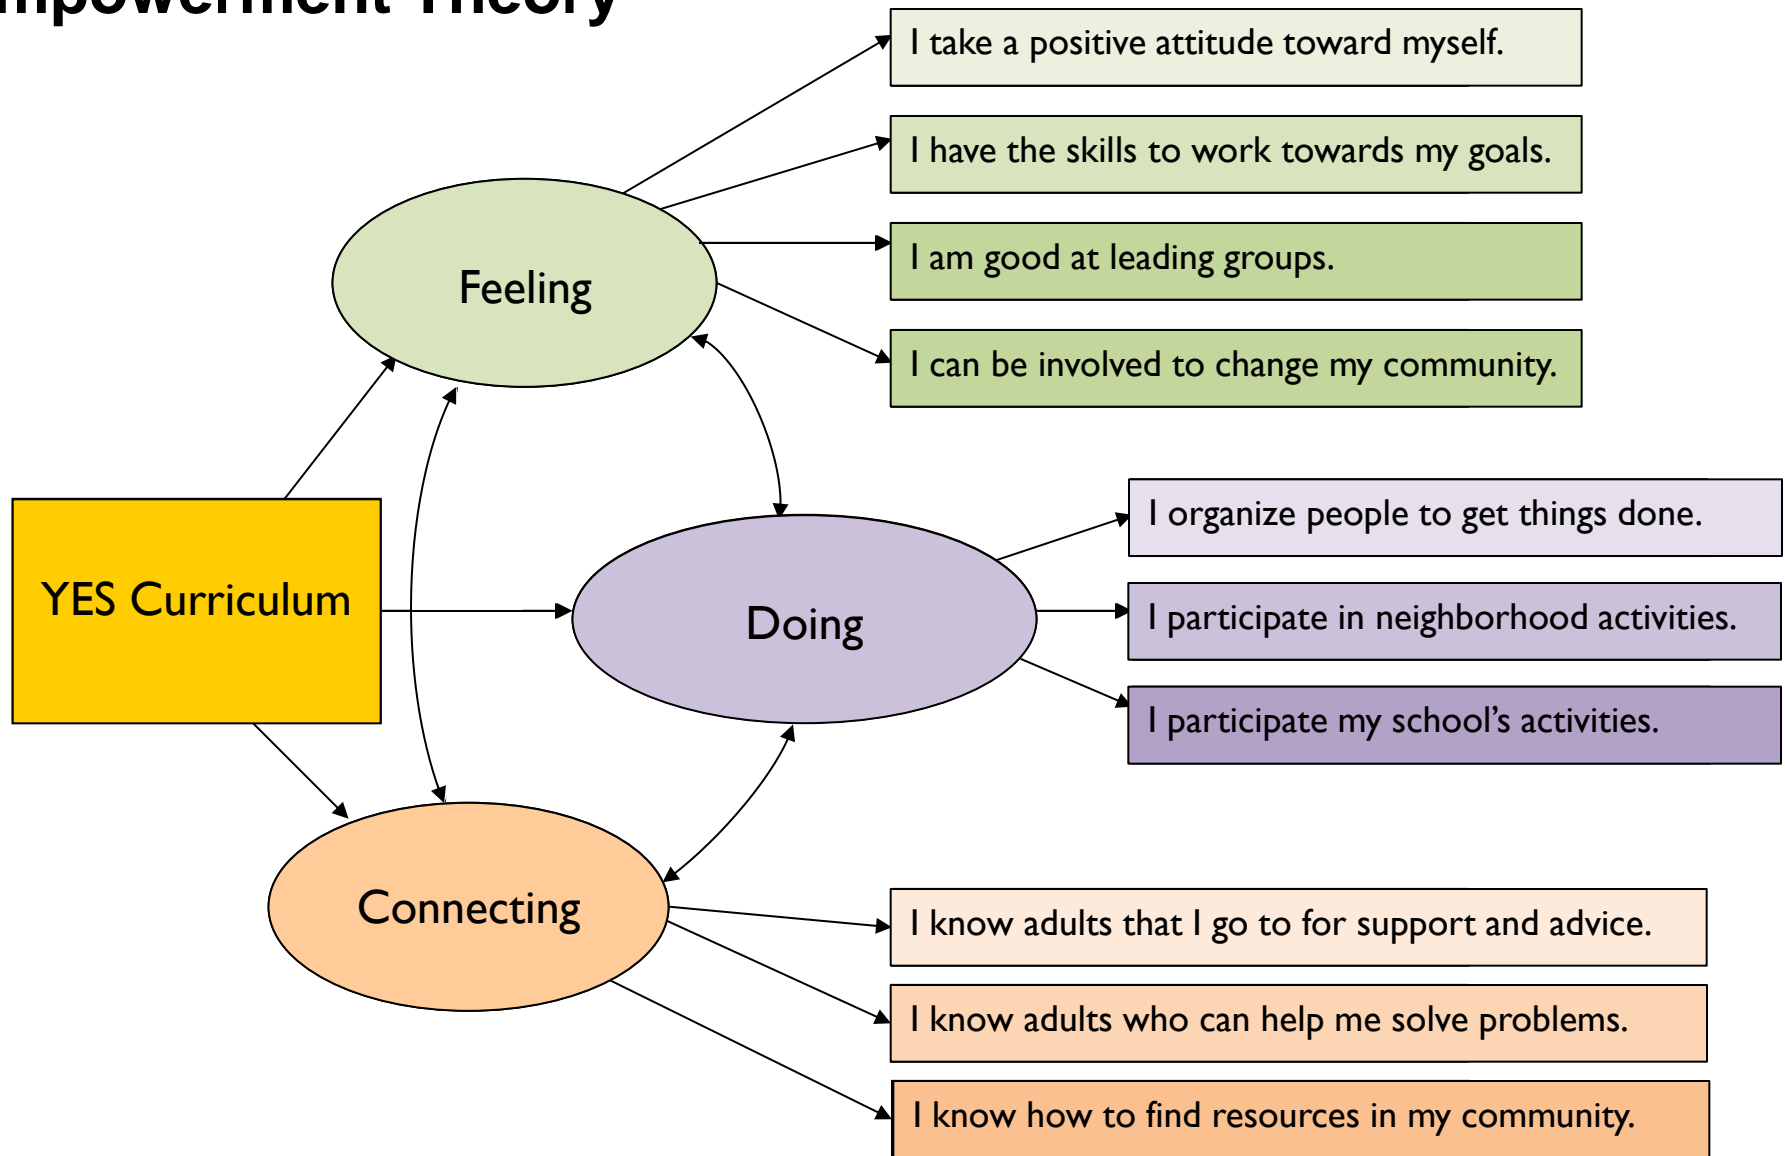 mpowerment Theory
I take a positive attitude toward myself.
I have the skills to work towards my goals.
I am good at leading groups.
I can be involved to change my community.
Feeling
YES Curriculum
Doing
I organize people to get things done.
I participate in neighborhood activities.
I participate my school’s activities.
Connecting
I know adults that I go to for support and advice.
I know adults who can help me solve problems.
I know how to find resources in my community.